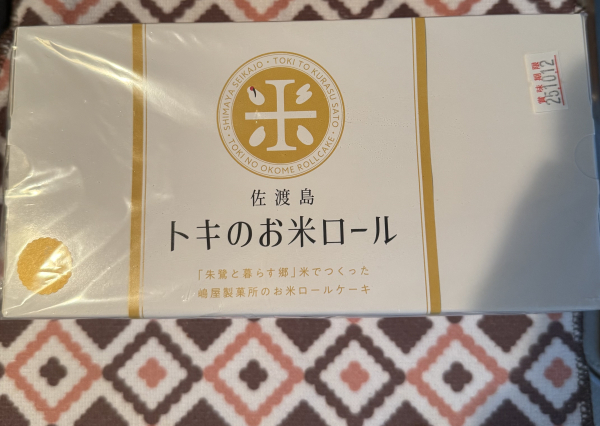 SHIMAYA SEIKAJO・TOKI TO KURASU SATO・TOKI NO OKOME ROLLCAKE・
米
賞味期限
251012
佐渡島
トキのお米ロール
「朱鷺と暮らす郷」米でつくった
嶋屋製菓所のお米ロールケーキ